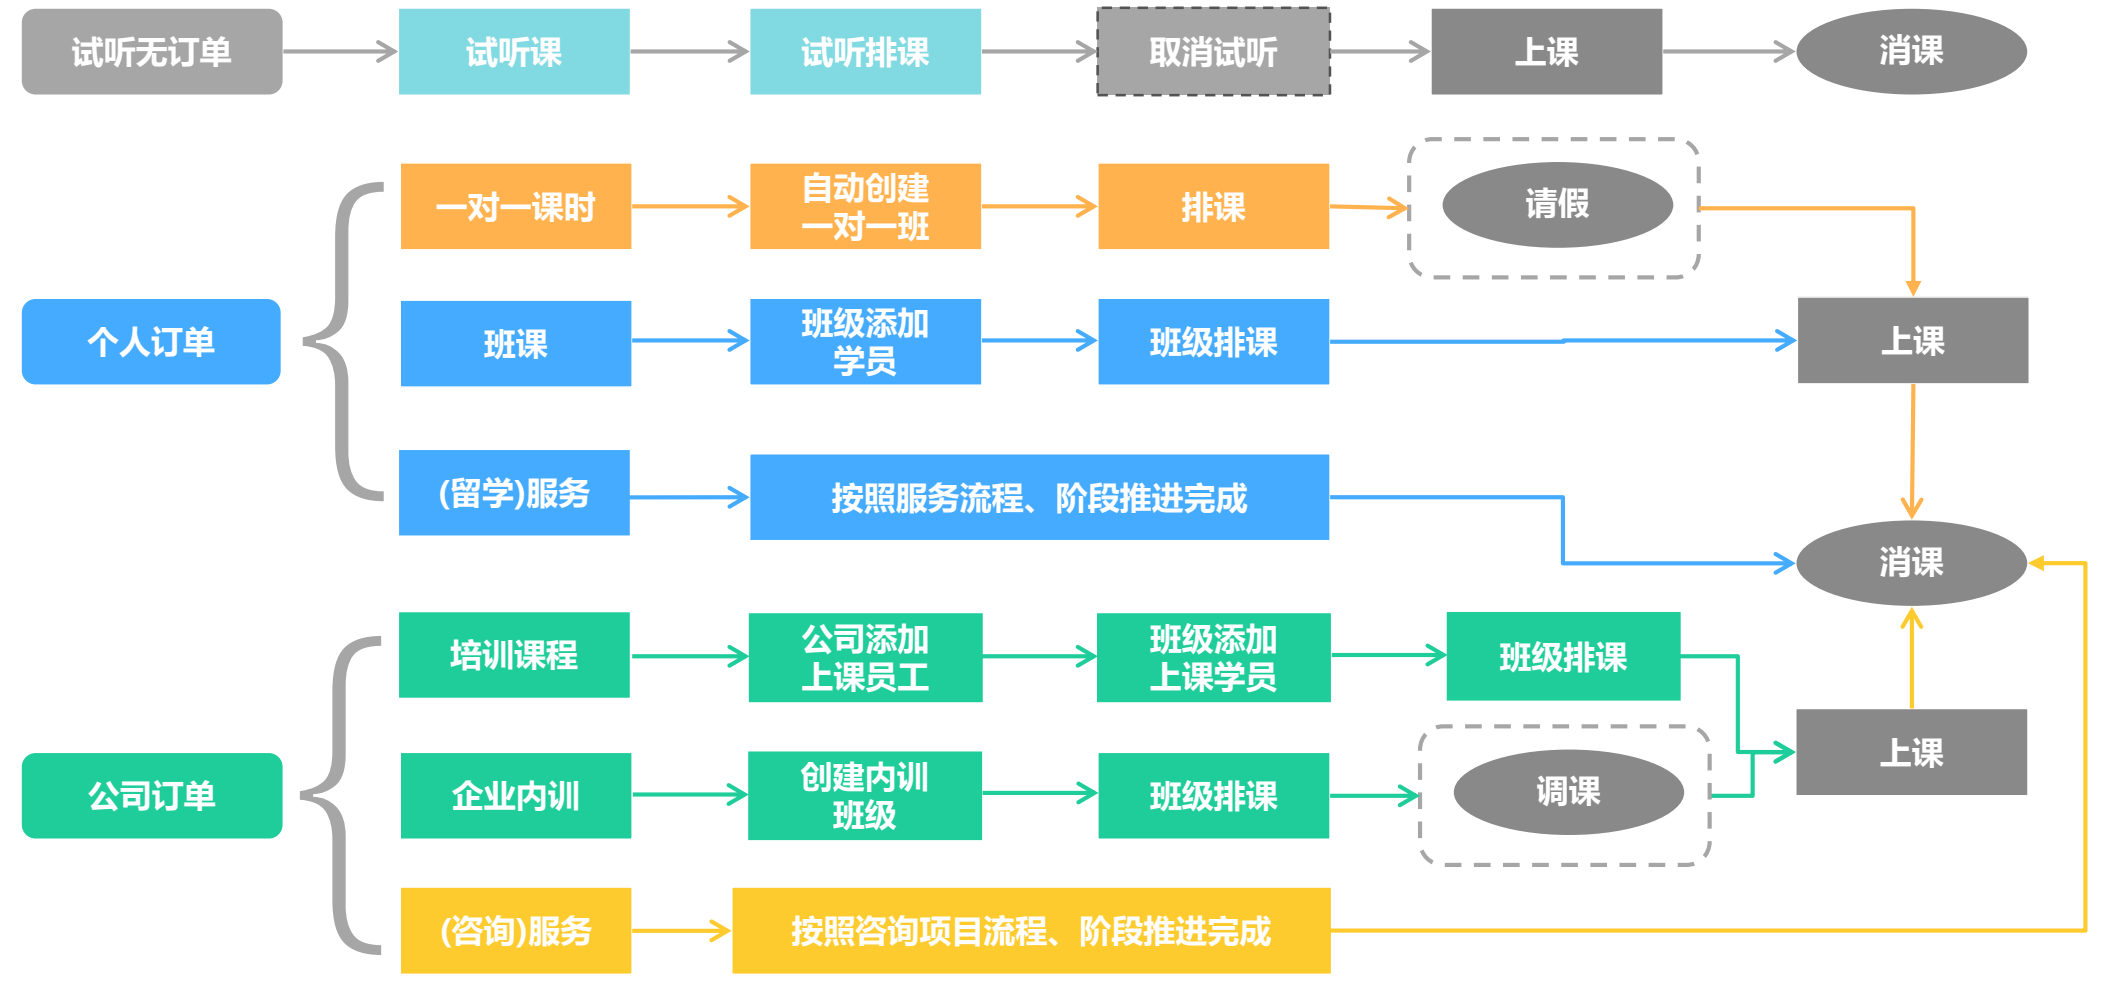 试听无订单
试听课
试听排课
取消试听
上课
消课
一对一课时
自动创建
一对一班
排课
请假
个人订单
班课
班级添加
学员
班级排课
上课
(留学)服务
按照服务流程、阶段推进完成
消课
培训课程
公司添加
上课员工
班级添加
上课学员
班级排课
上课
公司订单
企业内训
创建内训
班级
班级排课
调课
(咨询)服务
按照咨询项目流程、阶段推进完成